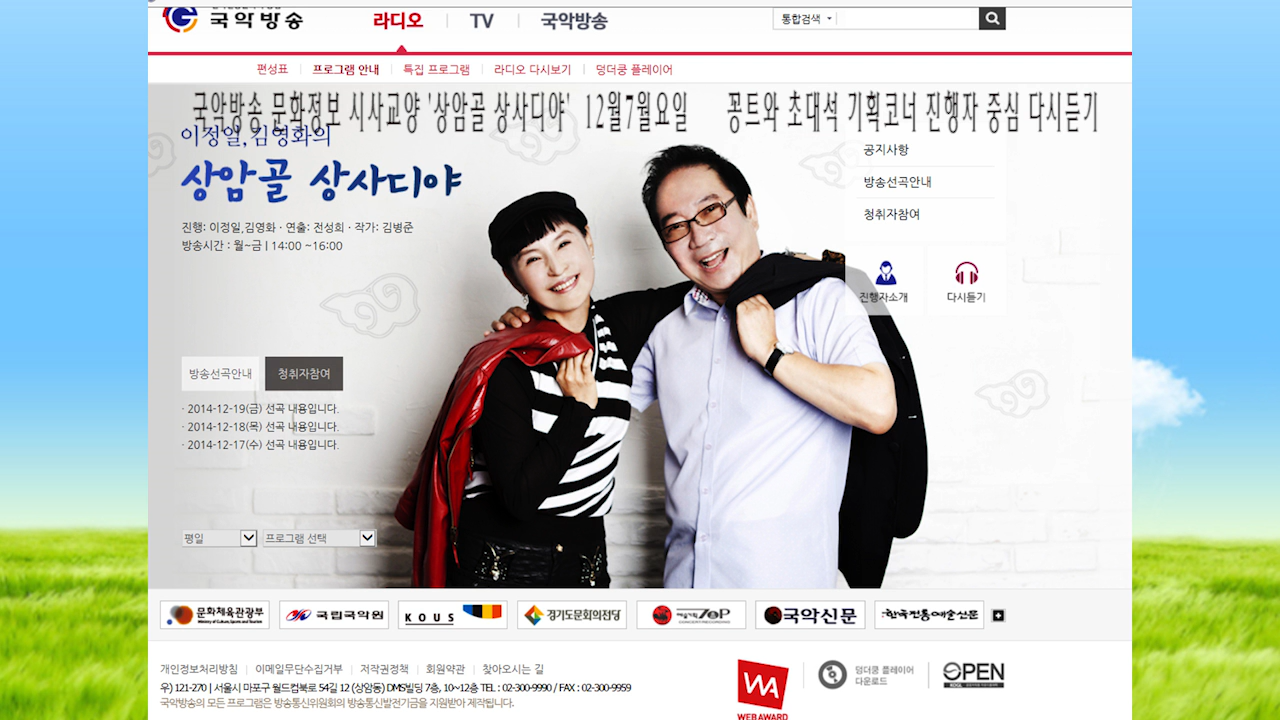 국악방송
라디오
TV
국악방송
통합검색
편성표
프로그램 안내
특집 프로그램
라디오 다시보기
덩더쿵 플레이어
국악방송 문화정보 시사교양 '상암골 상사디야' 12월7월요일 꽁트와 초대석 기획코너 진행자 중심 다시듣기
이정일, 김영화의
상암골 상사디야
진행: 이정일,김영화 · 연출: 전성희 · 작가: 김병준
방송시간 : 월~금 | 14:00 ~16:00
공지사항
방송선곡안내
청취자참여
진행자소개
다시듣기
방송선곡안내
청취자참여
· 2014-12-19(금) 선곡 내용입니다.
· 2014-12-18(목) 선곡 내용입니다.
· 2014-12-17(수) 선곡 내용입니다.
평일
프로그램 선택
문화체육관광부
Ministry of Culture, Sports and Tourism
국립국악원
KOUS
경기도문화의전당
TOP
국악신문
한국전통예술신문
개인정보처리방침
이메일무단수집거부
저작권정책
회원약관
찾아오시는 길
우) 121-270 | 서울시 마포구 월드컵북로 54길 12 (상암동) DMS빌딩 7층, 10~12층 TEL : 02-300-9990 / FAX : 02-300-9959
국악방송의 모든 프로그램은 방송통신위원회의 방송통신발전기금을 지원받아 제작됩니다.
WA
WEB AWARD
덩더쿵 플레이어
다운로드
OPEN